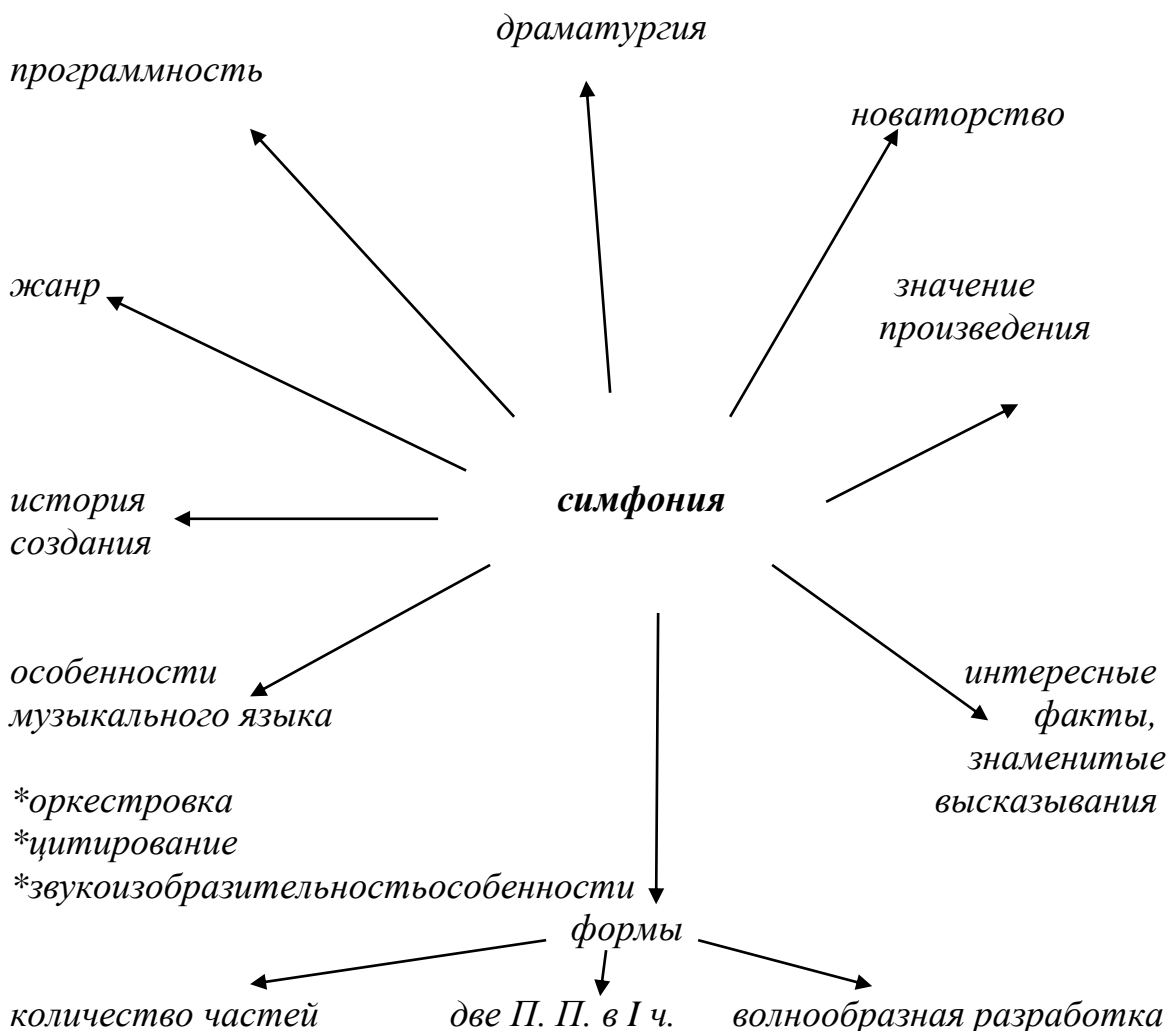 драматургия
программность
новаторство
жанр
значение
произведения
симфония
история
создания
особенности
музыкального языка
интересные
факты,
знаменитые
высказывания
*оркестровка
*цитирование
*звукоизобразительностьособенности
формы
количество частей
две П. П. в I ч.
волнообразная разработка